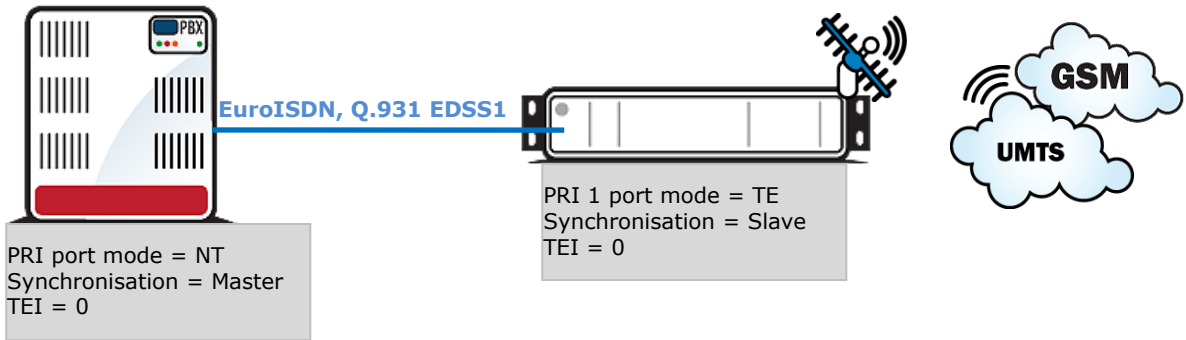 PBX
EuroISDN, Q.931 EDSS1
GSM
UMTS
PRI 1 port mode = TE
Synchronisation = Slave
TEI = 0
PRI port mode = NT
Synchronisation = Master
TEI = 0